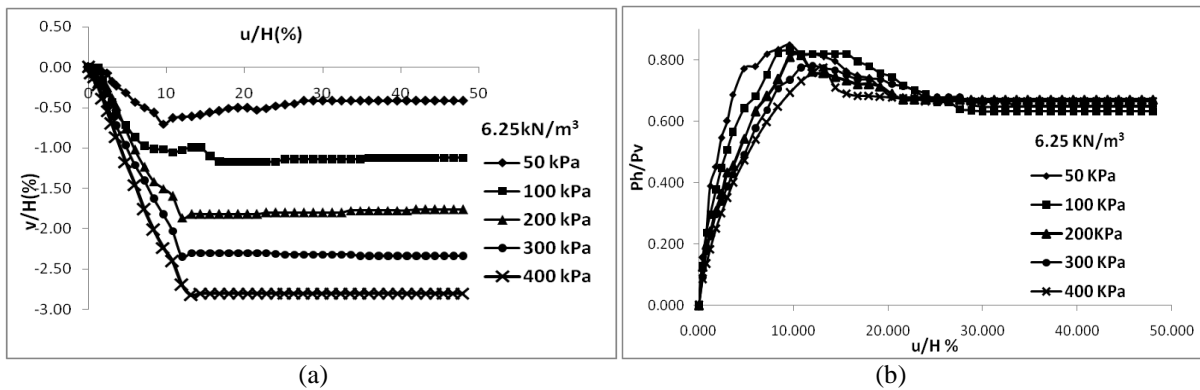 0.50
u/H(%)
0.00
0 10 20 30 40 50
-0.50
-1.00
-1.50
-2.00
-2.50
-3.00
v/H(%)
6.25kN/m³
50 kPa
100 kPa
200 kPa
300 kPa
400 kPa
(a)
0.800
0.600
0.400
0.200
0.000
Ph/Pv
6.25 KN/m³
50 KPa
100 KPa
200KPa
300 KPa
400 KPa
0.000 10.000 20.000 30.000 40.000 50.000
u/H %
(b)